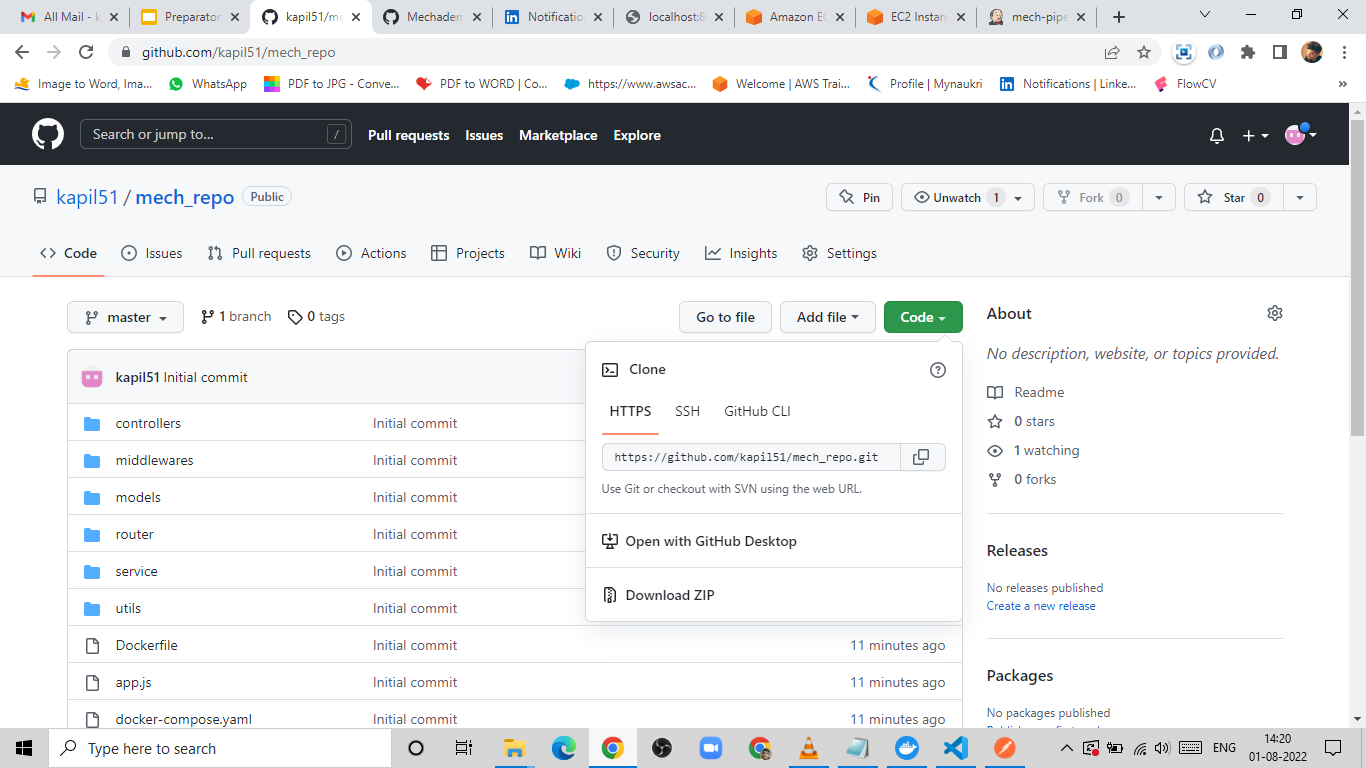 All Mail - k
Preparator
kapil51/me
Mechadem
Notificatio
localhost:8
Amazon EC
EC2 Instan
mech-pipe
github.com/kapil51/mech_repo
Image to Word, Ima...
WhatsApp
PDF to JPG - Conve...
PDF to WORD | Co...
https://www.awsac...
Welcome | AWS Trai...
Profile | Mynaukri
Notifications | Linke...
FlowCV
»
Search or jump to...
/
Pull requests
Issues
Marketplace
Explore
kapil51 / mech_repo
Public
Pin
Unwatch 1
Fork 0
Star 0
Code
Issues
Pull requests
Actions
Projects
Wiki
Security
Insights
Settings
master
1 branch
0 tags
Go to file
Add file
Code
kapil51 Initial commit
controllers Initial commit
middlewares Initial commit
models Initial commit
router Initial commit
service Initial commit
utils Initial commit
Dockerfile Initial commit 11 minutes ago
app.js Initial commit 11 minutes ago
docker-compose.yaml Initial commit 11 minutes ago
Clone
HTTPS
SSH
GitHub CLI
https://github.com/kapil51/mech_repo.git
Use Git or checkout with SVN using the web URL.
Open with GitHub Desktop
Download ZIP
About
No description, website, or topics provided.
Readme
0 stars
1 watching
0 forks
Releases
No releases published
Create a new release
Packages
No packages published
Type here to search
ENG
14:20
01-08-2022